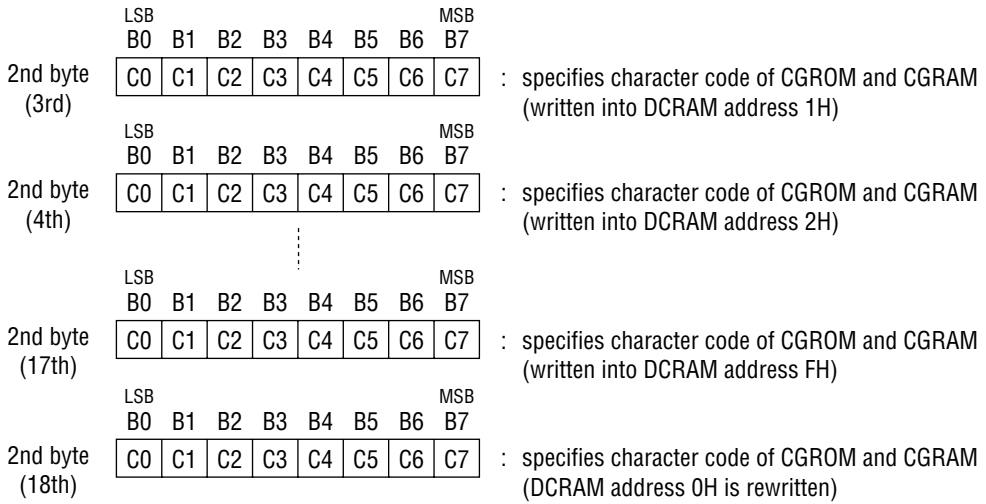 LSB MSB
B0 B1 B2 B3 B4 B5 B6 B7
2nd byte C0 C1 C2 C3 C4 C5 C6 C7 : specifies character code of CGROM and CGRAM
(3rd) (written into DCRAM address 1H)
LSB MSB
B0 B1 B2 B3 B4 B5 B6 B7
2nd byte C0 C1 C2 C3 C4 C5 C6 C7 : specifies character code of CGROM and CGRAM
(4th) (written into DCRAM address 2H)
LSB MSB
B0 B1 B2 B3 B4 B5 B6 B7
2nd byte C0 C1 C2 C3 C4 C5 C6 C7 : specifies character code of CGROM and CGRAM
(17th) (written into DCRAM address FH)
LSB MSB
B0 B1 B2 B3 B4 B5 B6 B7
2nd byte C0 C1 C2 C3 C4 C5 C6 C7 : specifies character code of CGROM and CGRAM
(18th) (DCRAM address 0H is rewritten)